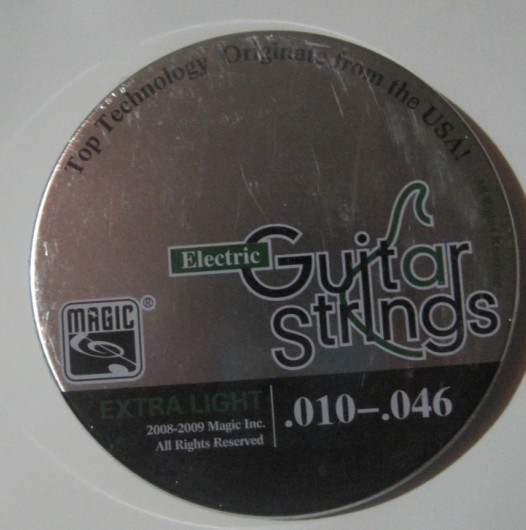 Top Technology Originate from the USA!
Electric
Guitar
Strings
MAGIC ®
EXTRA LIGHT
2008-2009 Magic Inc.
All Rights Reserved
.010–.046